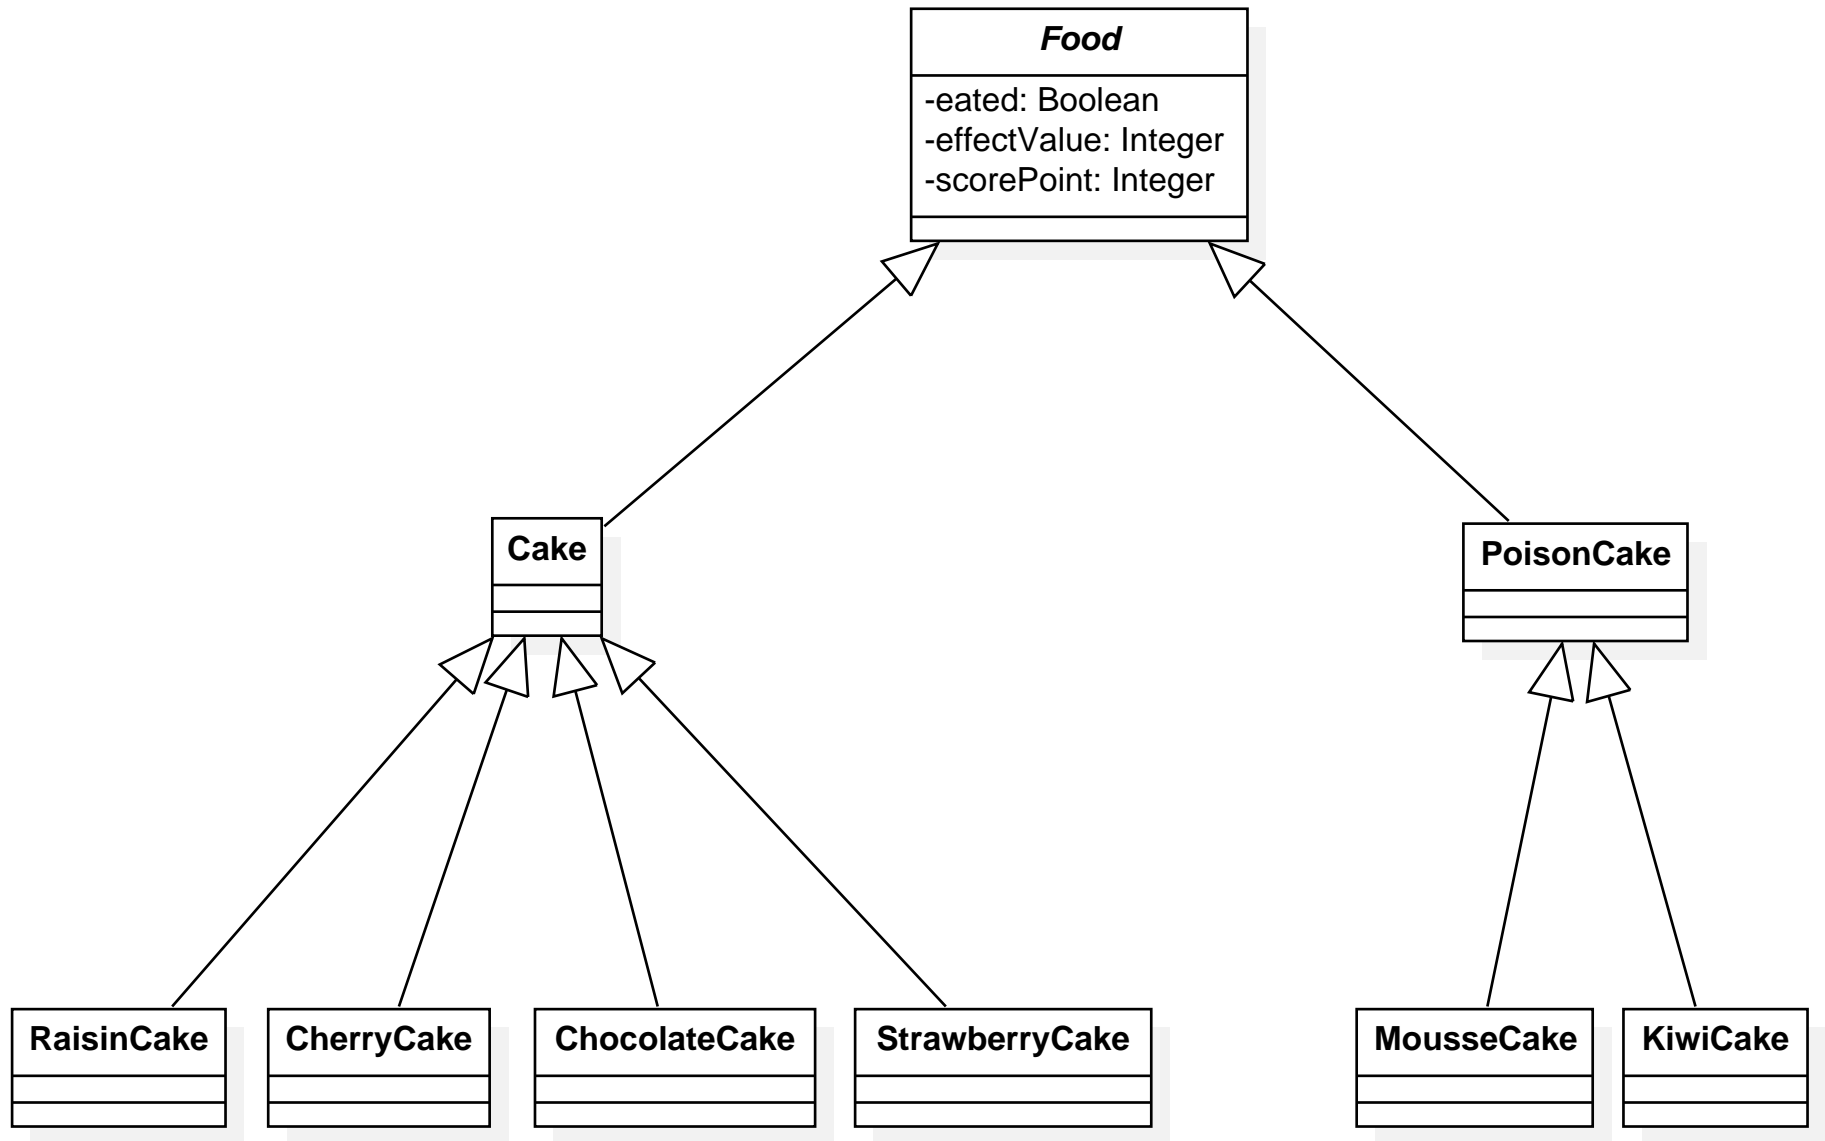 Food
-eated: Boolean
-effectValue: Integer
-scorePoint: Integer
Cake
PoisonCake
RaisinCake
CherryCake
ChocolateCake
StrawberryCake
MousseCake
KiwiCake